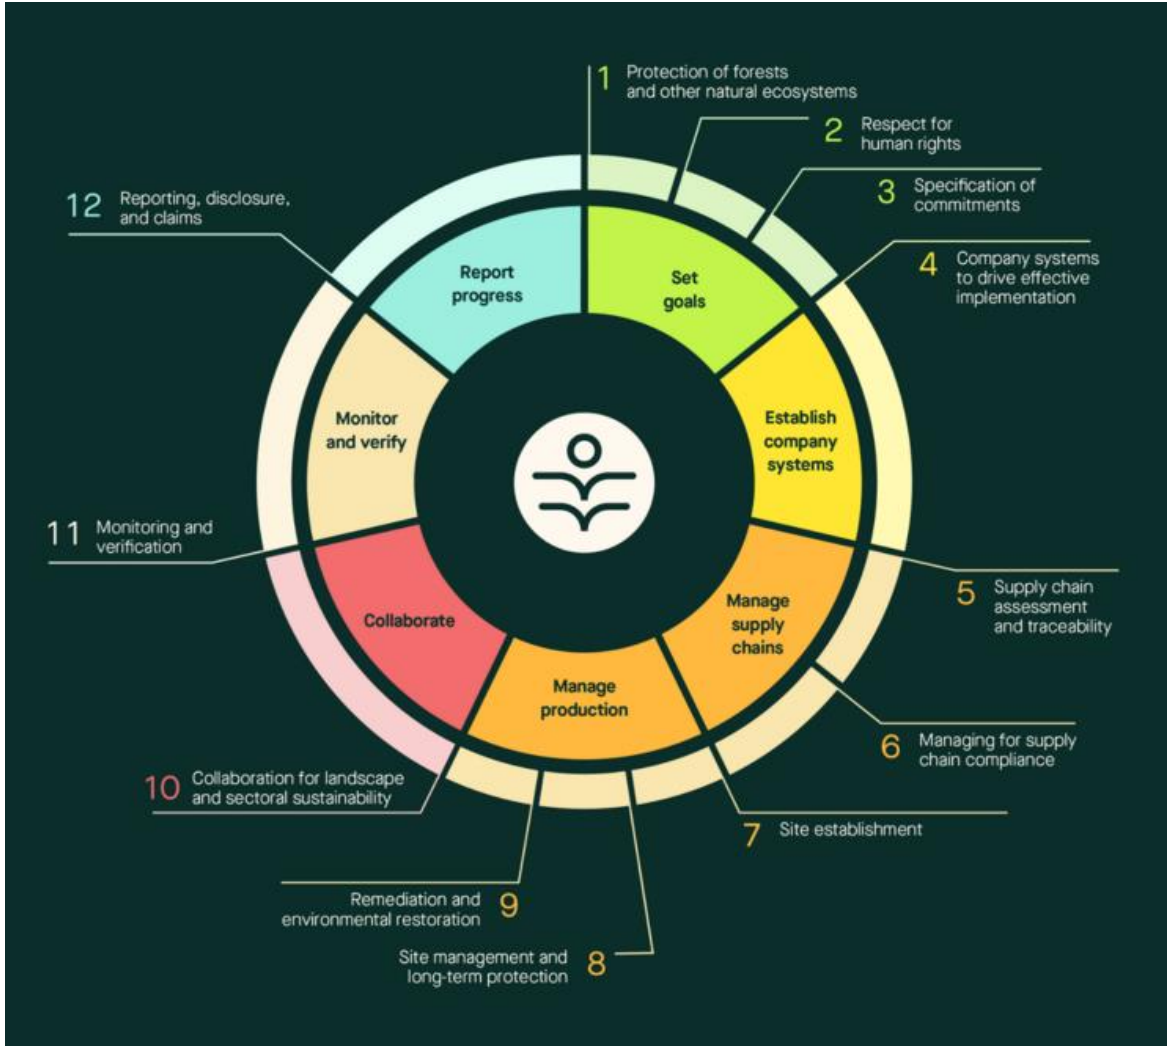 1 Protection of forests
and other natural ecosystems
2 Respect for
human rights
3 Specification of
commitments
4 Company systems
to drive effective
implementation
5 Supply chain
assessment
and traceability
6 Managing for supply
chain compliance
7 Site establishment
8 Site management and
long-term protection
9 Remediation and
environmental restoration
10 Collaboration for landscape
and sectoral sustainability
11 Monitoring and
verification
12 Reporting, disclosure,
and claims
Set
goals
Establish
company
systems
Manage
supply
chains
Manage
production
Collaborate
Monitor
and verify
Report
progress